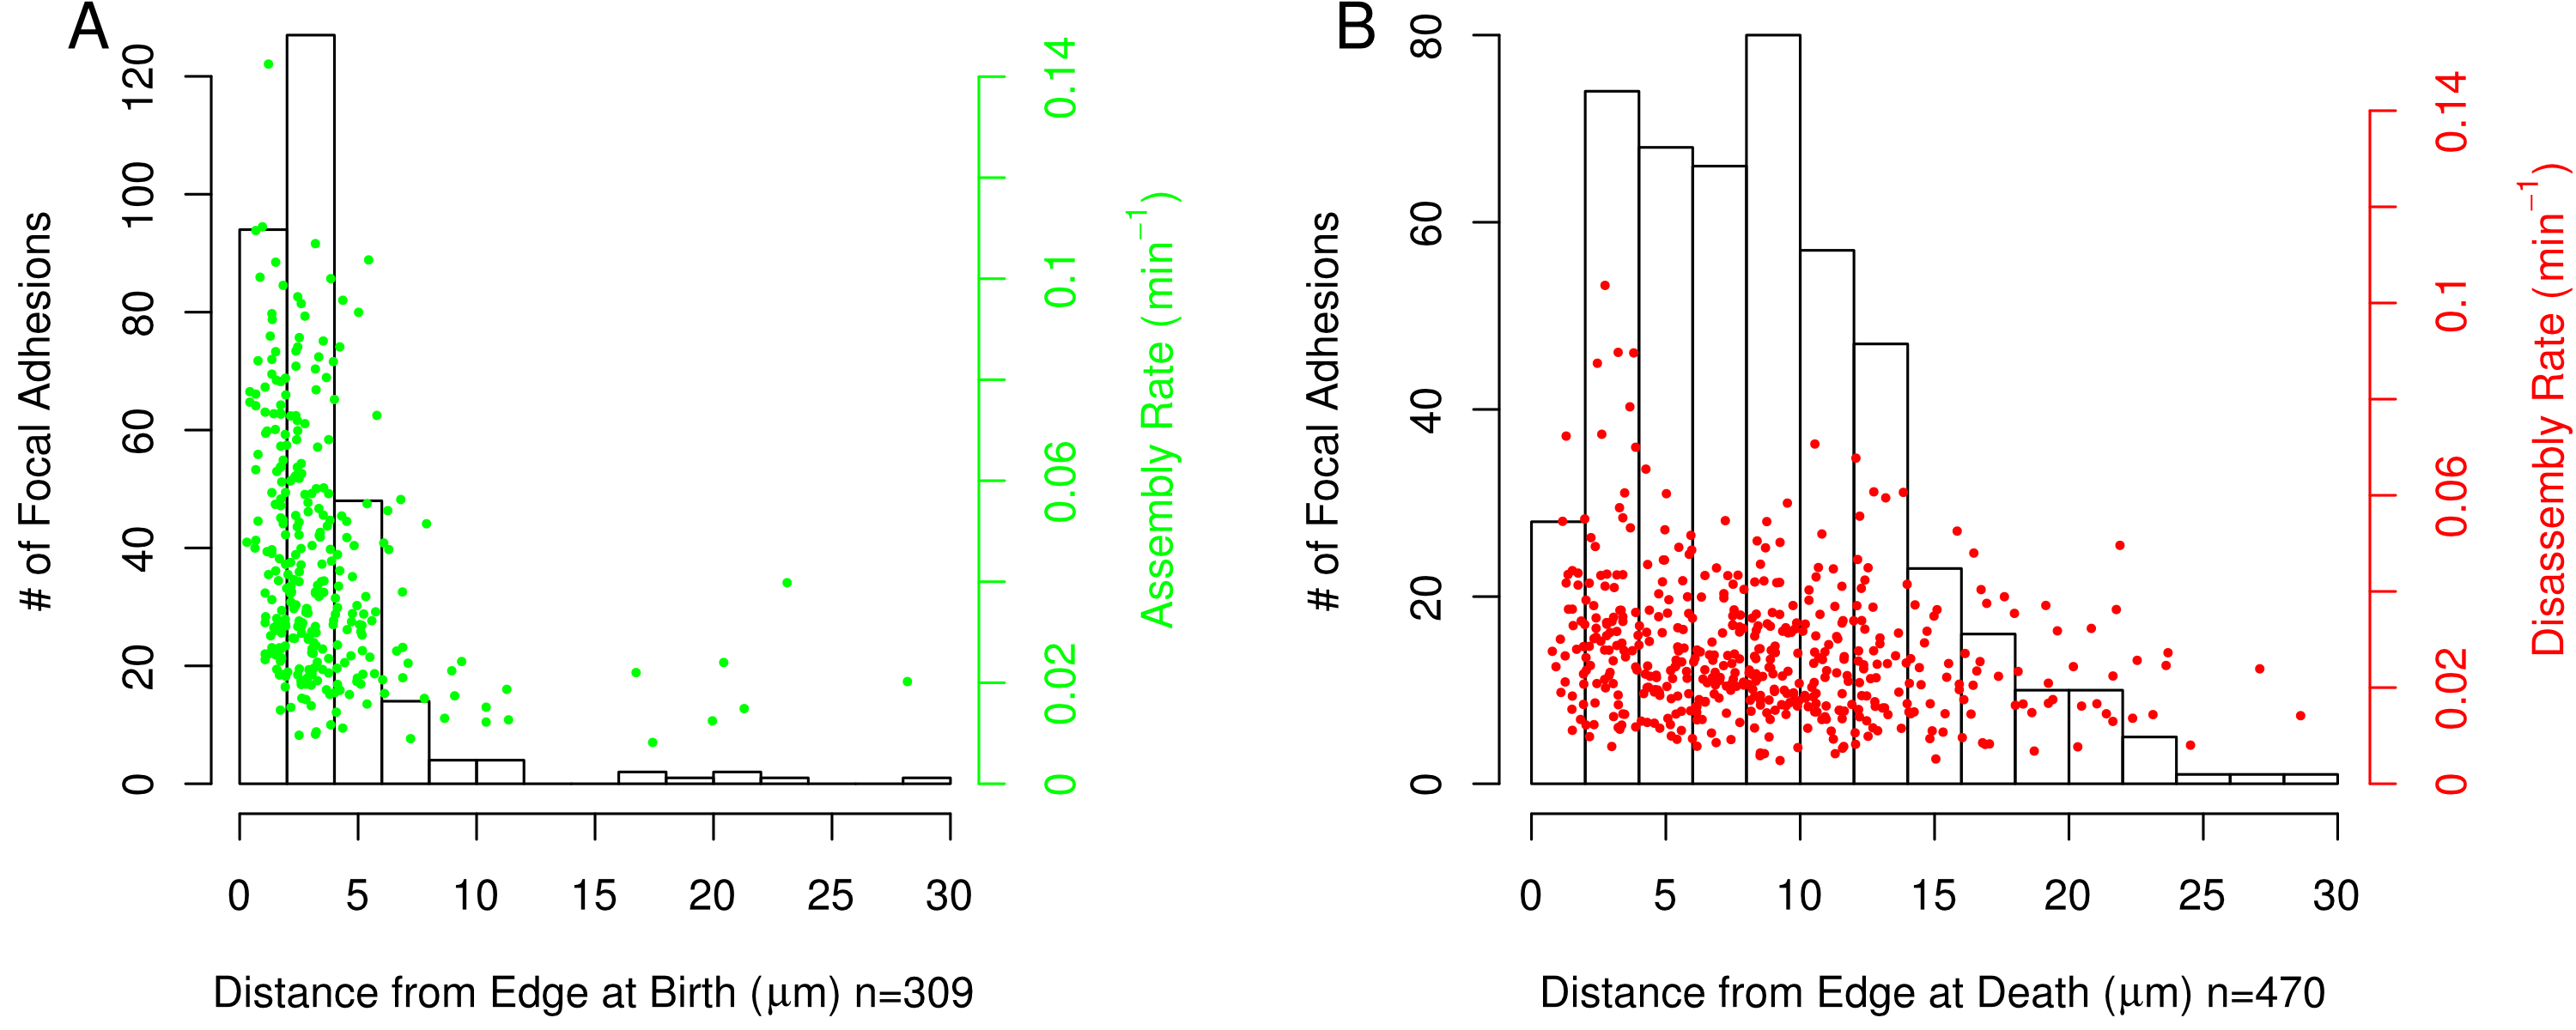 A
# of Focal Adhesions
0 20 40 60 80 100 120
0 5 10 15 20 25 30
Distance from Edge at Birth (μm) n=309
0 0.02 0.06 0.1 0.14
Assembly Rate (min⁻¹)
B
# of Focal Adhesions
0 20 40 60 80
0 5 10 15 20 25 30
Distance from Edge at Death (μm) n=470
0 0.02 0.06 0.1 0.14
Disassembly Rate (min⁻¹)